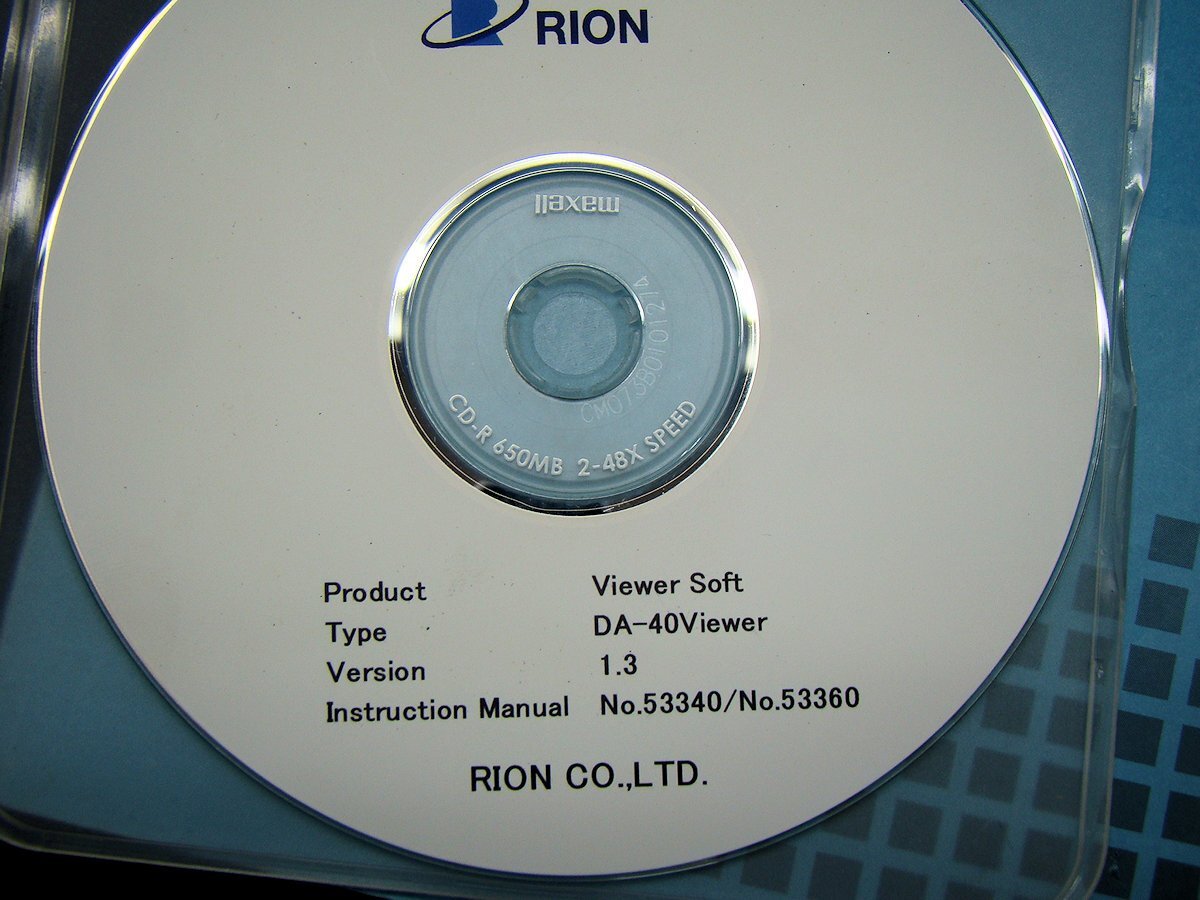 RION
maxell
CD-R 650MB 2-48X SPEED
Product Viewer Soft
Type DA-40Viewer
Version 1.3
Instruction Manual No.53340/No.53360
RION CO.,LTD.